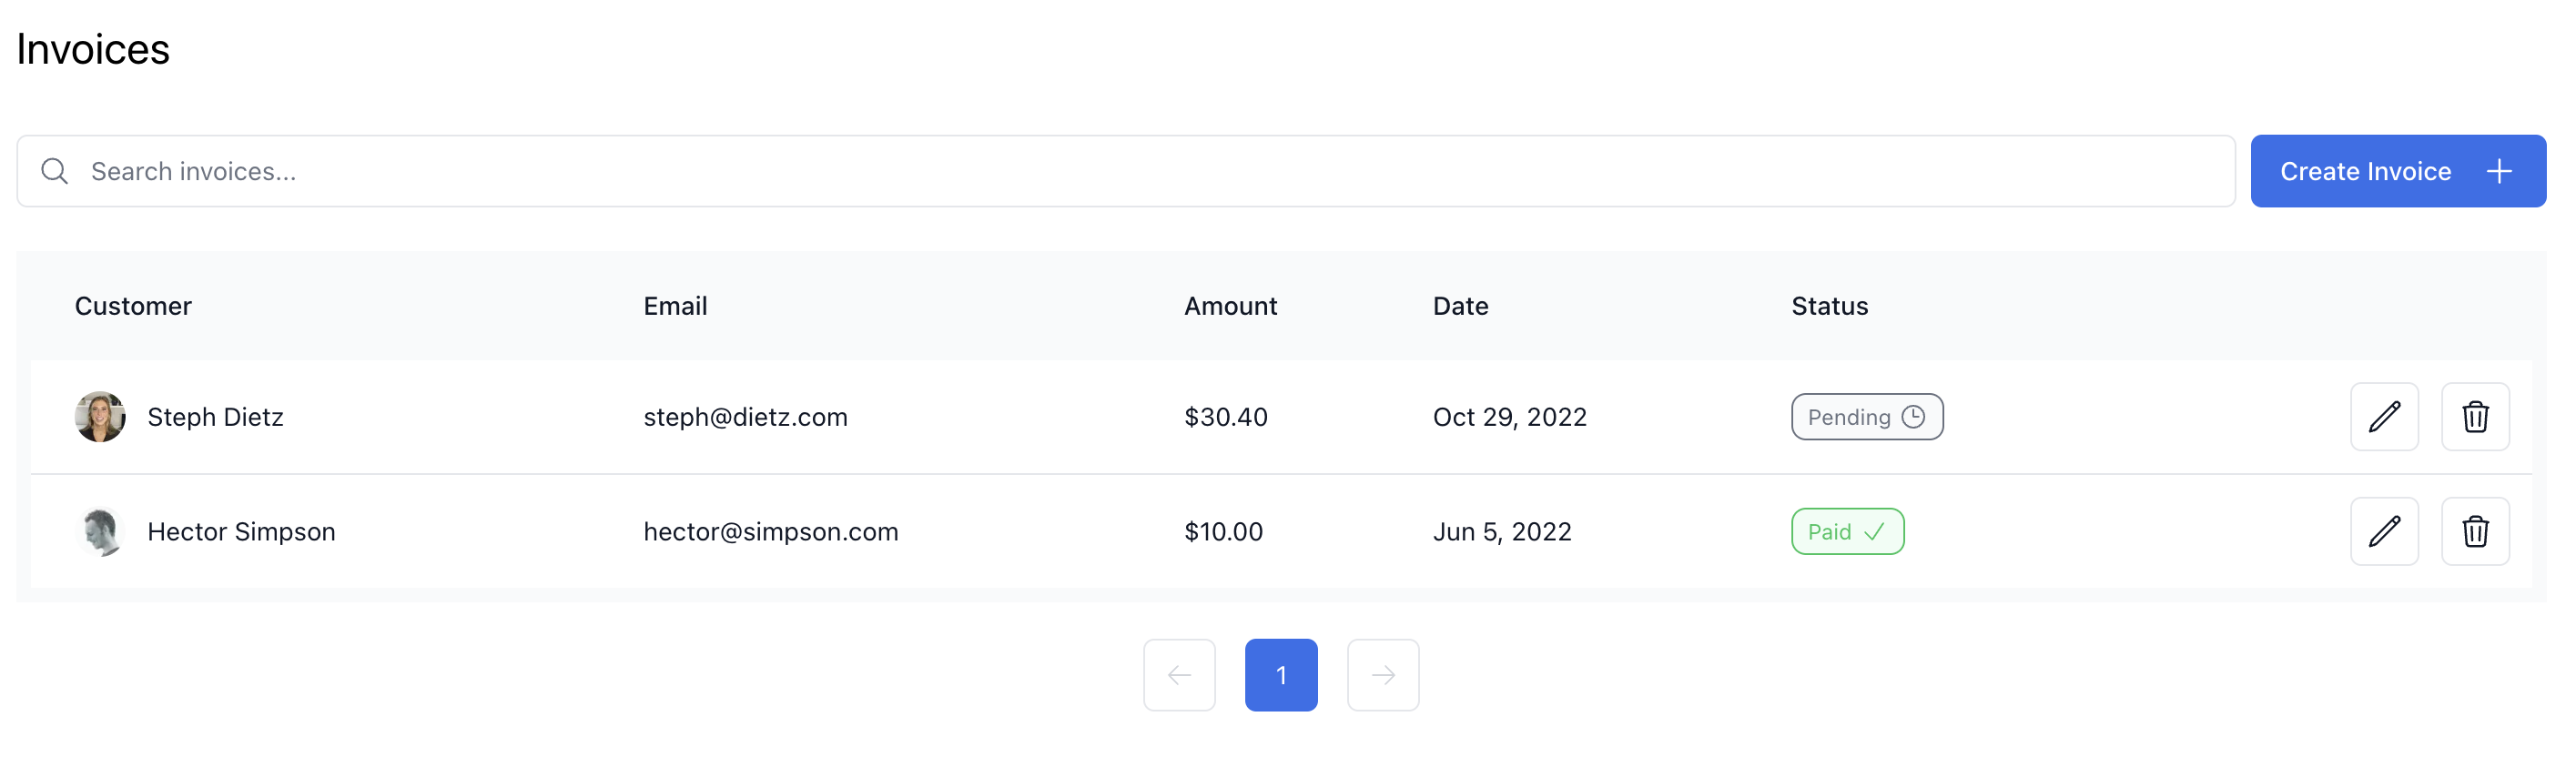 Invoices
Search invoices...
Create Invoice
Customer Email Amount Date Status
Steph Dietz steph@dietz.com $30.40 Oct 29, 2022 Pending
Hector Simpson hector@simpson.com $10.00 Jun 5, 2022 Paid
1